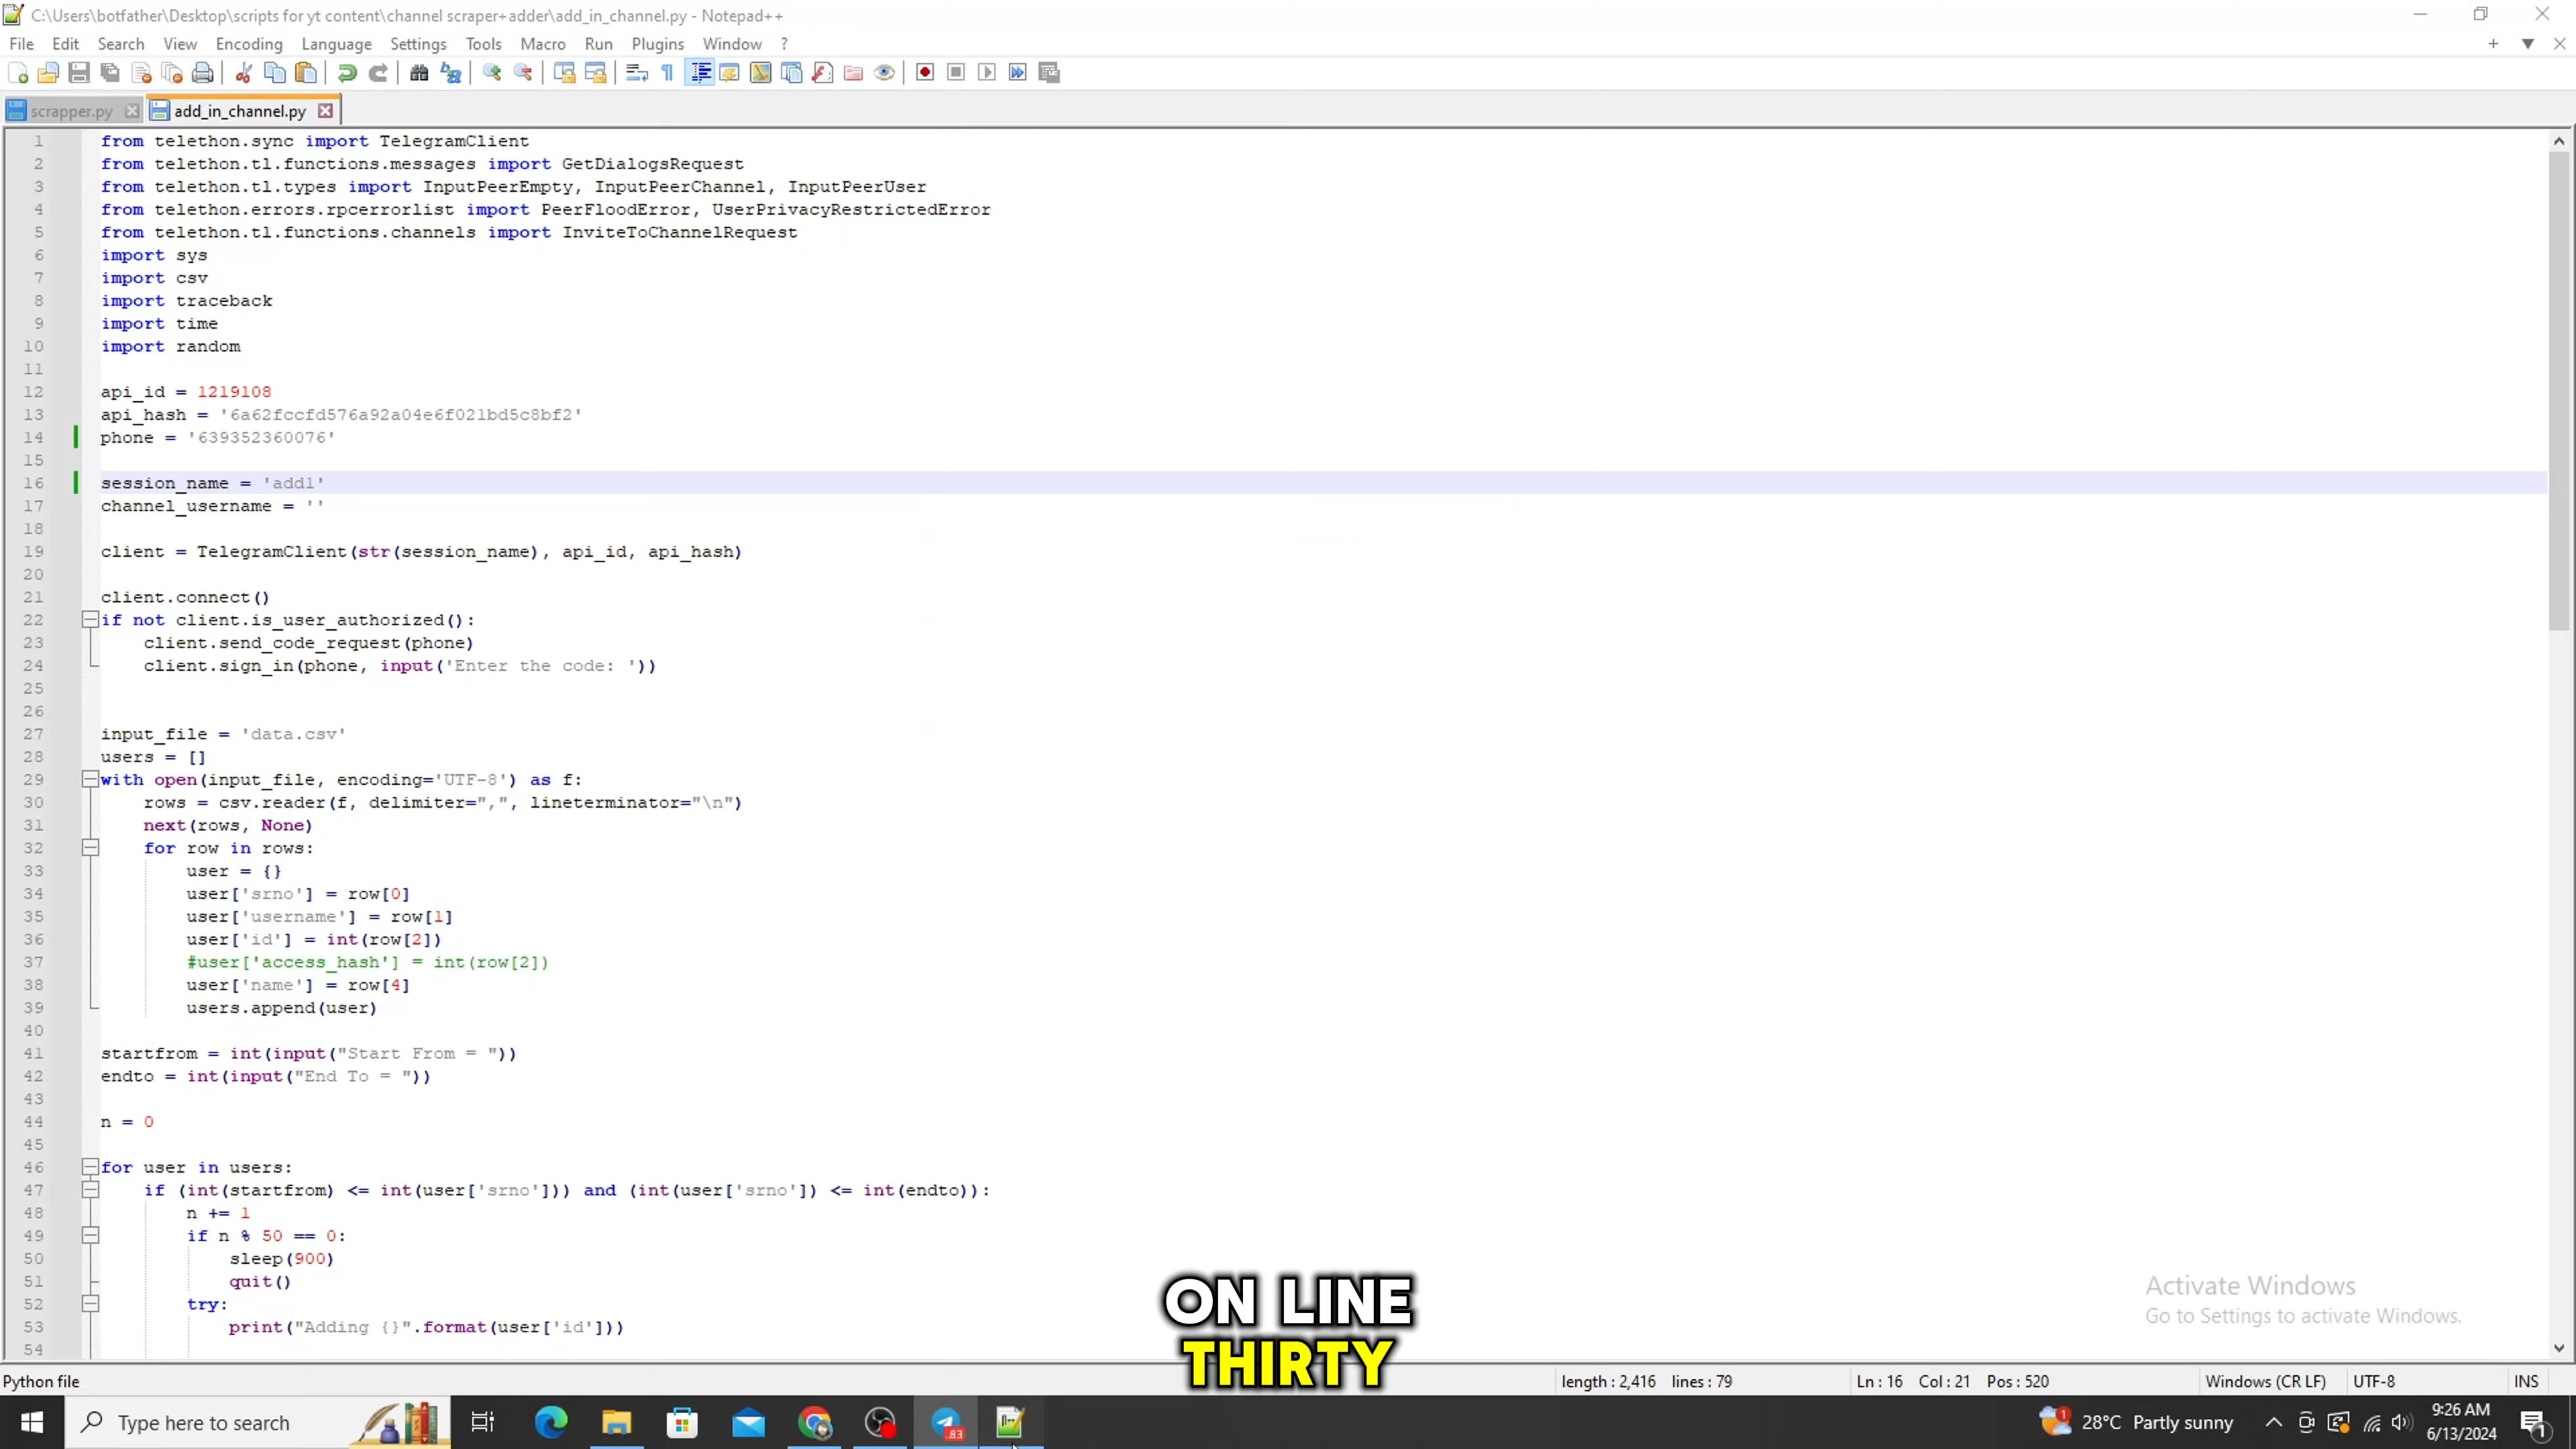 C:\Users\botfather\Desktop\scripts for yt content\channel scraper+adder\add_in_channel.py - Notepad++
File Edit Search View Encoding Language Settings Tools Macro Run Plugins Window ?
scrapper.py add_in_channel.py
1 from telethon.sync import TelegramClient
2 from telethon.tl.functions.messages import GetDialogsRequest
3 from telethon.tl.types import InputPeerEmpty, InputPeerChannel, InputPeerUser
4 from telethon.errors.rpcerrorlist import PeerFloodError, UserPrivacyRestrictedError
5 from telethon.tl.functions.channels import InviteToChannelRequest
6 import sys
7 import csv
8 import traceback
9 import time
10 import random
11
12 api_id = 1219108
13 api_hash = '6a62fccfd576a92a04e6f021bd5c8bf2'
14 phone = '639352360076'
15
16 session_name = 'add1'
17 channel_username = ''
18
19 client = TelegramClient(str(session_name), api_id, api_hash)
20
21 client.connect()
22 if not client.is_user_authorized():
23 client.send_code_request(phone)
24 client.sign_in(phone, input('Enter the code: '))
25
26
27 input_file = 'data.csv'
28 users = []
29 with open(input_file, encoding='UTF-8') as f:
30 rows = csv.reader(f, delimiter=",", lineterminator="\n")
31 next(rows, None)
32 for row in rows:
33 user = {}
34 user['srno'] = row[0]
35 user['username'] = row[1]
36 user['id'] = int(row[2])
37 #user['access_hash'] = int(row[2])
38 user['name'] = row[4]
39 users.append(user)
40
41 startfrom = int(input("Start From = "))
42 endto = int(input("End To = "))
43
44 n = 0
45
46 for user in users:
47 if (int(startfrom) <= int(user['srno'])) and (int(user['srno']) <= int(endto)):
48 n += 1
49 if n % 50 == 0:
50 sleep(900)
51 quit()
52 try:
53 print("Adding {}".format(user['id']))
54
ON LINE
THIRTY
Activate Windows
Go to Settings to activate Windows.
Python file length : 2,416 lines : 79 Ln : 16 Col : 21 Pos : 520 Windows (CR LF) UTF-8 INS
Type here to search .83 1 28°C Partly sunny 9:26 AM 6/13/2024 1